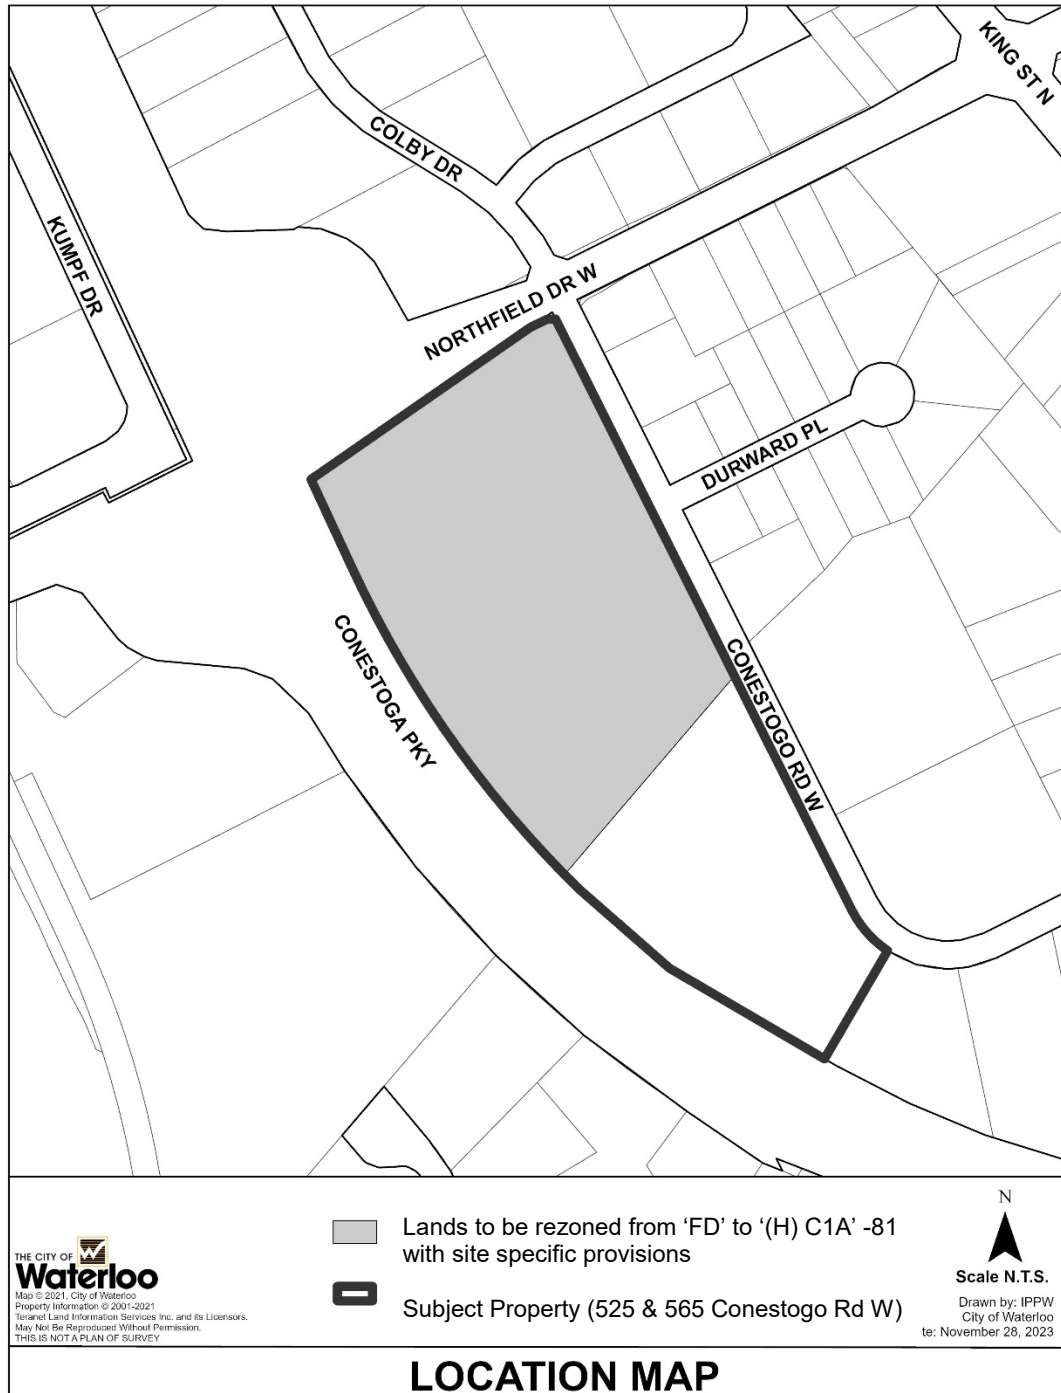 KING ST N
COLBY DR
KUMPF DR
NORTHFIELD DR W
DURWARD PL
CONESTOGA PKY
CONESTOGO RD W
THE CITY OF
Waterloo
Map © 2021, City of Waterloo
Property Information © 2001-2021
Teranet Land Information Services Inc. and its Licensors.
May Not Be Reproduced Without Permission.
THIS IS NOT A PLAN OF SURVEY
Lands to be rezoned from ‘FD’ to ‘(H) C1A’ -81
with site specific provisions
Subject Property (525 & 565 Conestogo Rd W)
N
Scale N.T.S.
Drawn by: IPPW
City of Waterloo
te: November 28, 2023
LOCATION MAP